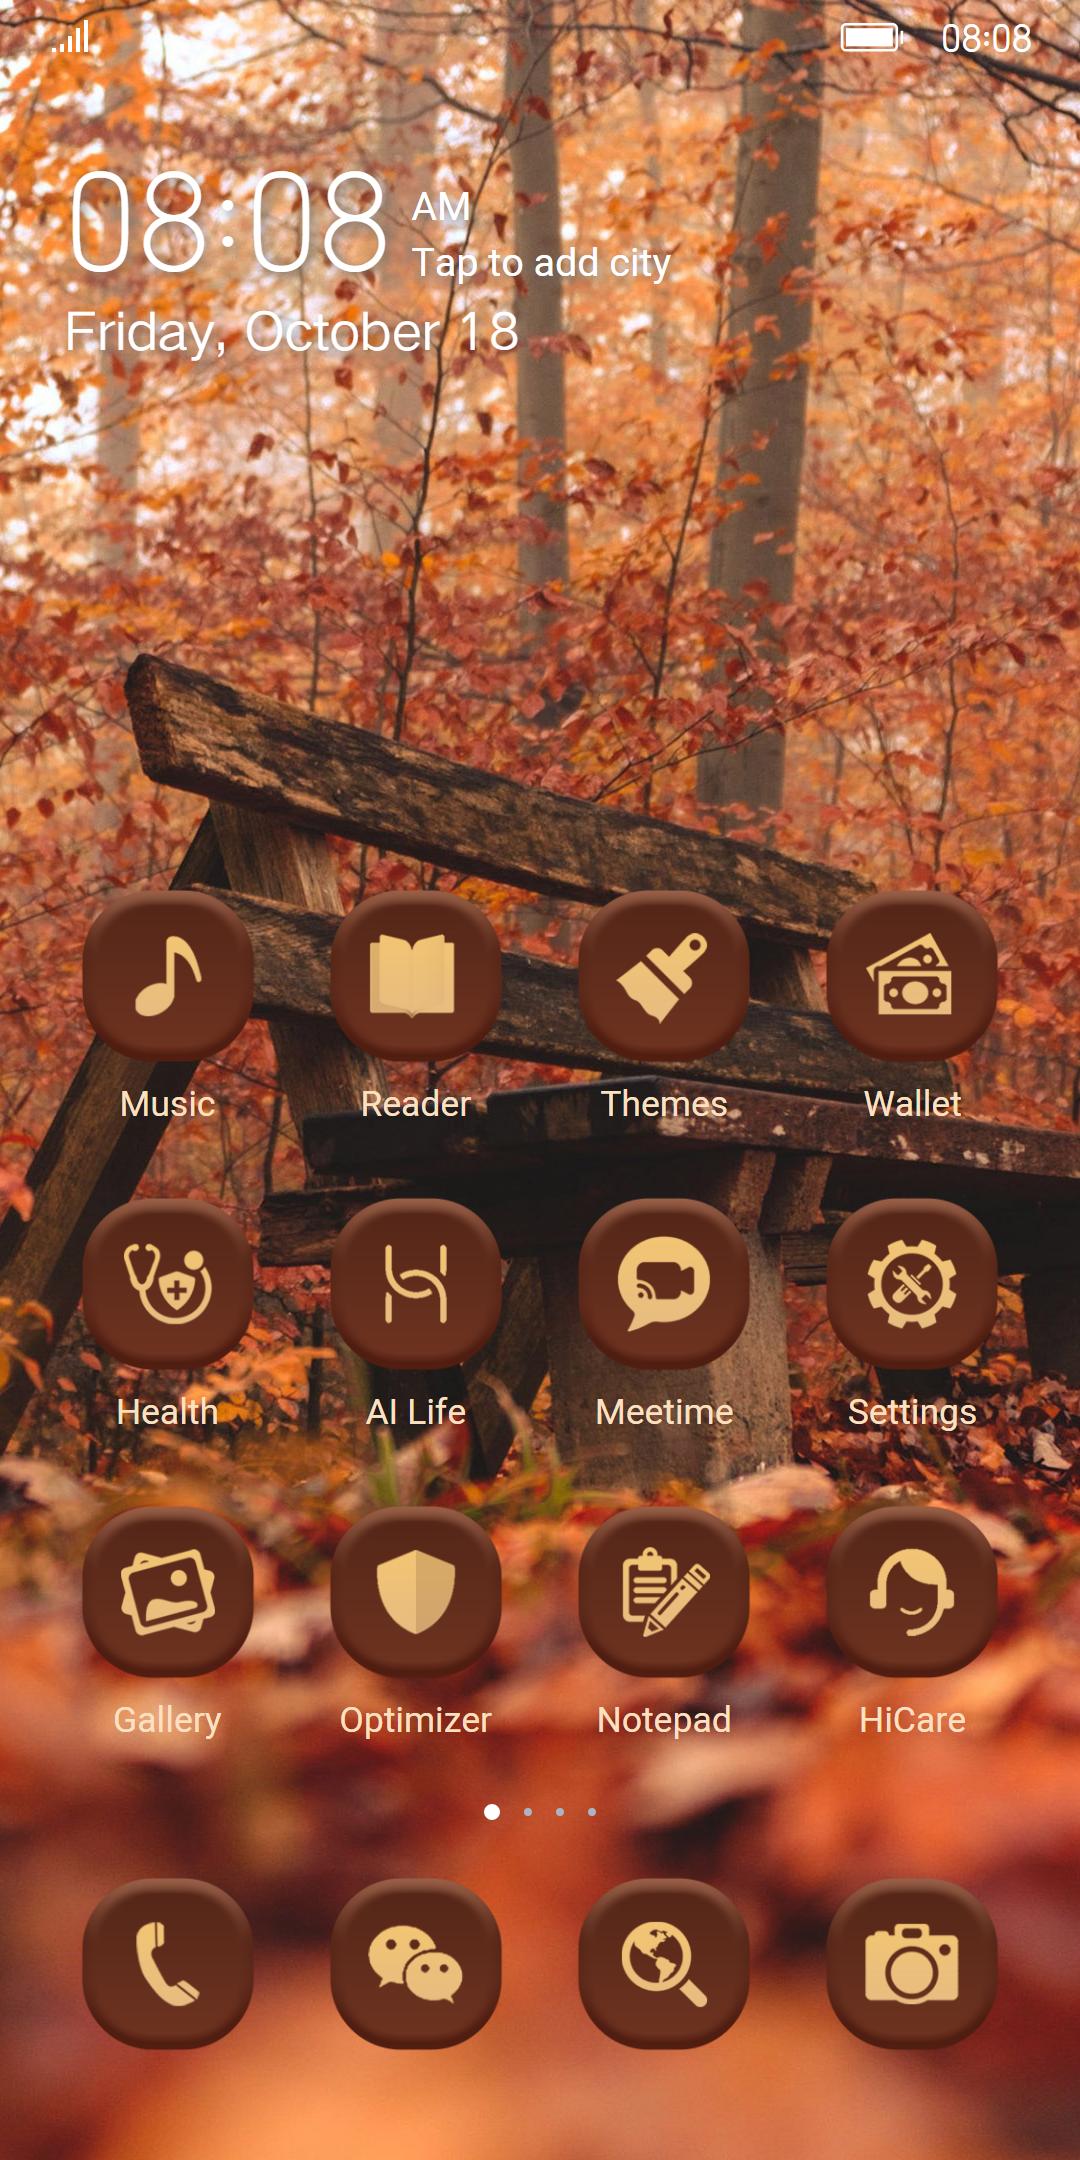 08:08
08:08 AM
Tap to add city
Friday, October 18
Music Reader Themes Wallet
Health AI Life Meetime Settings
Gallery Optimizer Notepad HiCare